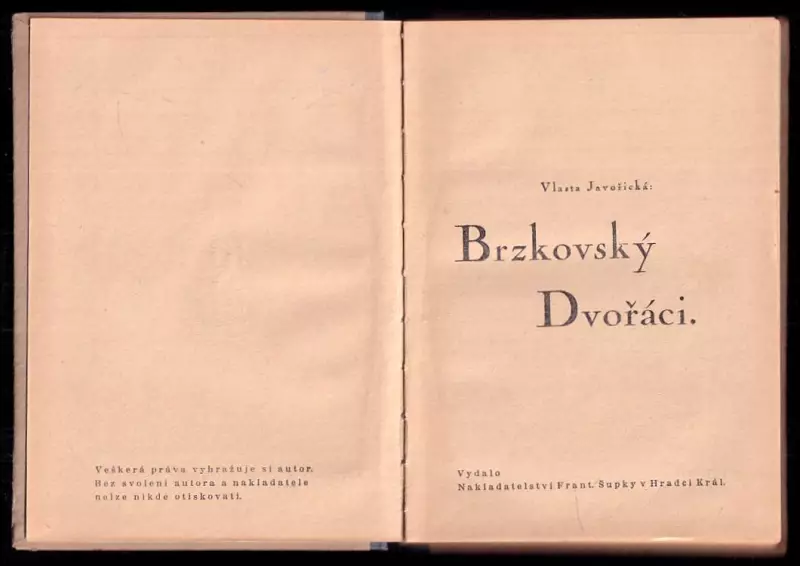 Veškerá práva vyhražuje si autor.
Bez svolení autora a nakladatele
nelze nikde otiskovati.
Vlasta Javořická:
Brzkovský
Dvořáci.
Vydalo
Nakladatelství Frant. Šupky v Hradci Král.